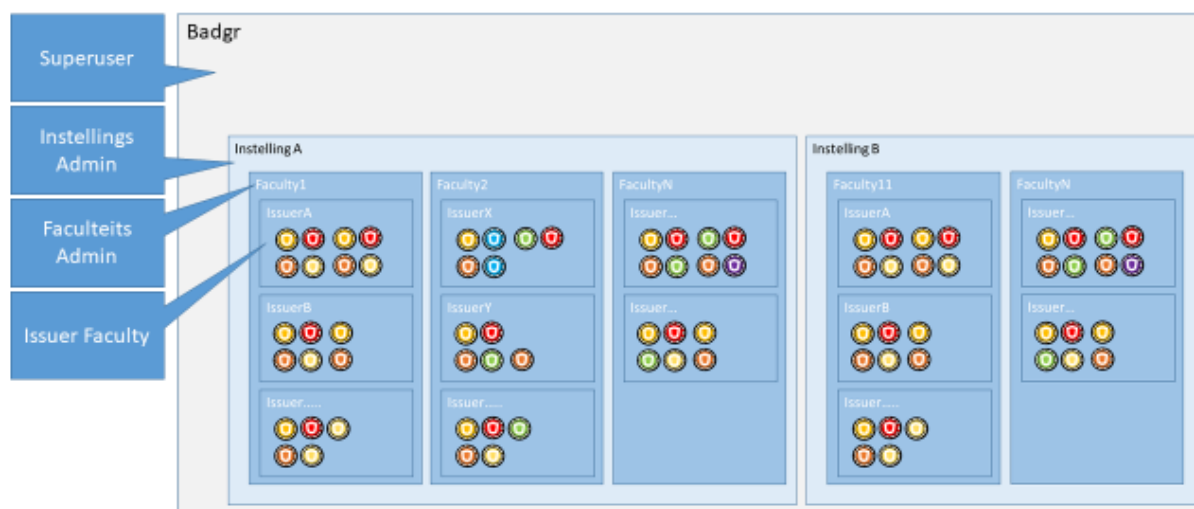 Superuser
Instellings
Admin
Faculteits
Admin
Issuer Faculty
Badgr
Instelling A
Faculty1
IssuerA
IssuerB
Issuer.....
Faculty2
IssuerX
IssuerY
Issuer.....
FacultyN
Issuer...
Issuer...
Instelling B
Faculty11
IssuerA
IssuerB
Issuer.....
FacultyN
Issuer...
Issuer...